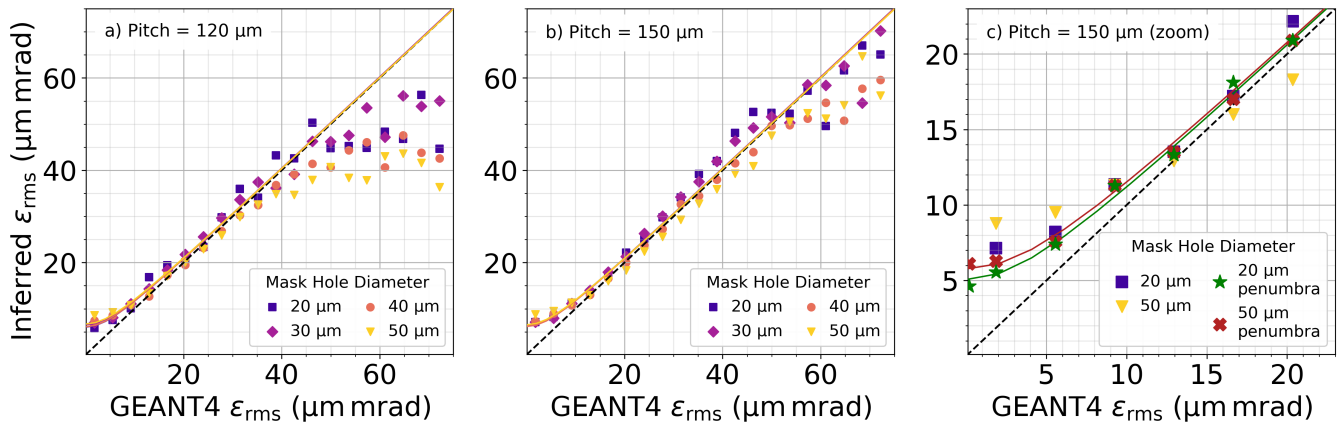 Inferred ε_rms (µm mrad)
a) Pitch = 120 µm
60
40
20
Mask Hole Diameter
20 µm
40 µm
30 µm
50 µm
20
40
60
GEANT4 ε_rms (µm mrad)
b) Pitch = 150 µm
60
40
20
Mask Hole Diameter
20 µm
40 µm
30 µm
50 µm
20
40
60
GEANT4 ε_rms (µm mrad)
c) Pitch = 150 µm (zoom)
20
15
10
5
Mask Hole Diameter
20 µm
50 µm
20 µm
penumbra
50 µm
penumbra
5
10
15
20
GEANT4 ε_rms (µm mrad)